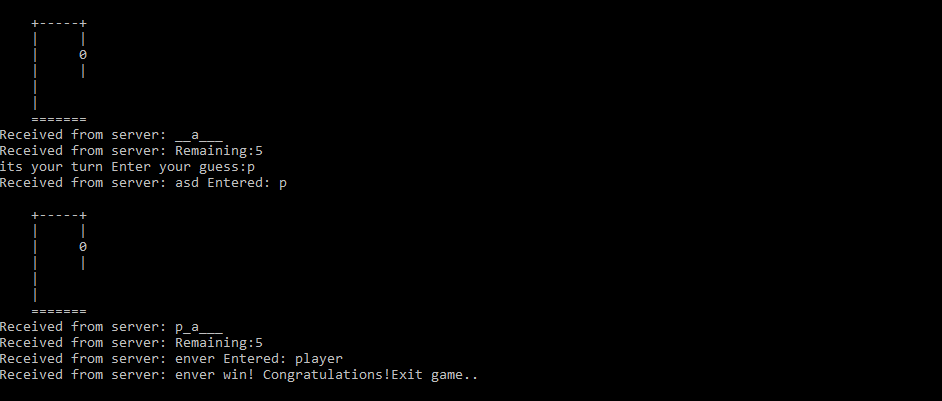 +-----+
|     |
|     0
|     |
|
|
=======
Received from server: __a___
Received from server: Remaining:5
its your turn Enter your guess:p
Received from server: asd Entered: p
+-----+
|     |
|     0
|     |
|
|
=======
Received from server: p_a___
Received from server: Remaining:5
Received from server: enver Entered: player
Received from server: enver win! Congratulations!Exit game..